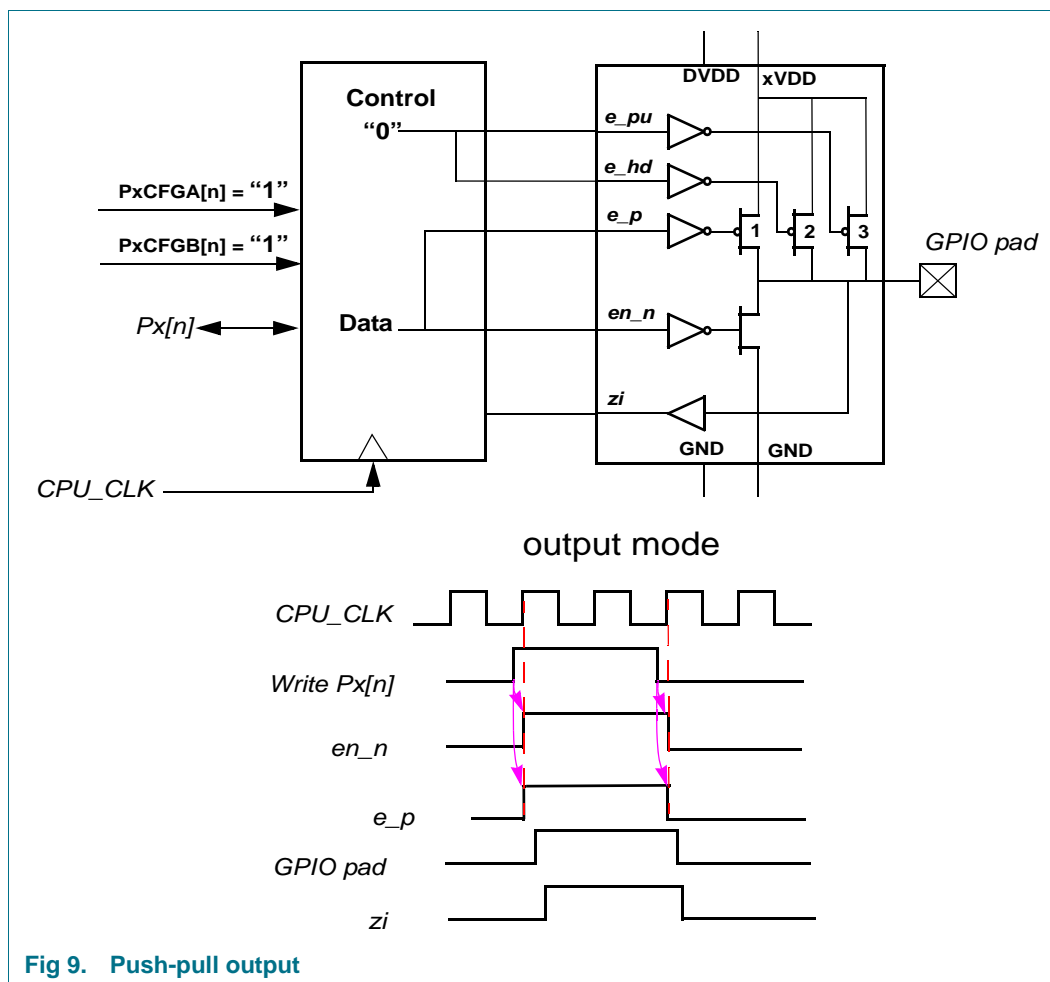 DVDD
xVDD
Control
“0”
e_pu
e_hd
PxCFGA[n] = “1”
e_p
1
2
3
GPIO pad
PxCFGB[n] = “1”
Px[n]
Data
en_n
zi
GND
GND
CPU_CLK
output mode
CPU_CLK
Write Px[n]
en_n
e_p
GPIO pad
zi
Fig 9. Push-pull output